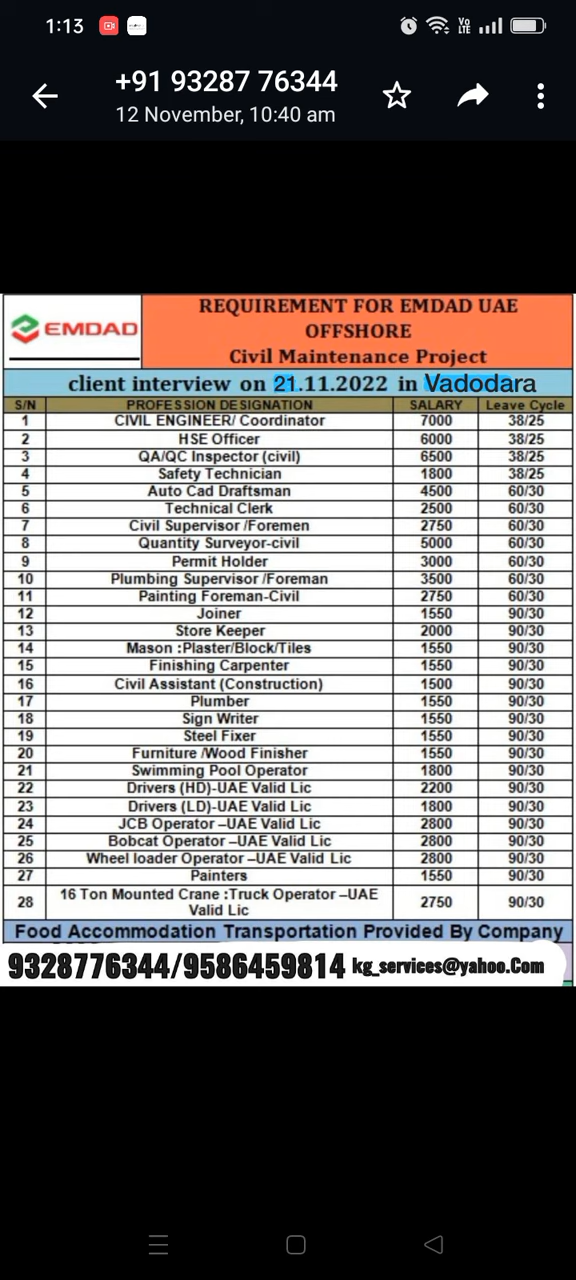 1:13
Vo
LTE
+91 93287 76344
12 November, 10:40 am
EMDAD
REQUIREMENT FOR EMDAD UAE
OFFSHORE
Civil Maintenance Project
client interview on 21.11.2022 in Vadodara
S/N PROFESSION DESIGNATION SALARY Leave Cycle
1 CIVIL ENGINEER/ Coordinator 7000 38/25
2 HSE Officer 6000 38/25
3 QA/QC Inspector (civil) 6500 38/25
4 Safety Technician 1800 38/25
5 Auto Cad Draftsman 4500 60/30
6 Technical Clerk 2500 60/30
7 Civil Supervisor /Foremen 2750 60/30
8 Quantity Surveyor-civil 5000 60/30
9 Permit Holder 3000 60/30
10 Plumbing Supervisor /Foreman 3500 60/30
11 Painting Foreman-Civil 2750 60/30
12 Joiner 1550 90/30
13 Store Keeper 2000 90/30
14 Mason :Plaster/Block/Tiles 1550 90/30
15 Finishing Carpenter 1550 90/30
16 Civil Assistant (Construction) 1500 90/30
17 Plumber 1550 90/30
18 Sign Writer 1550 90/30
19 Steel Fixer 1550 90/30
20 Furniture /Wood Finisher 1550 90/30
21 Swimming Pool Operator 1800 90/30
22 Drivers (HD)-UAE Valid Lic 2200 90/30
23 Drivers (LD)-UAE Valid Lic 1800 90/30
24 JCB Operator –UAE Valid Lic 2800 90/30
25 Bobcat Operator –UAE Valid Lic 2800 90/30
26 Wheel loader Operator –UAE Valid Lic 2800 90/30
27 Painters 1550 90/30
28 16 Ton Mounted Crane :Truck Operator –UAE 2750 90/30
Valid Lic
Food Accommodation Transportation Provided By Company
9328776344/9586459814 kg_services@yahoo.Com